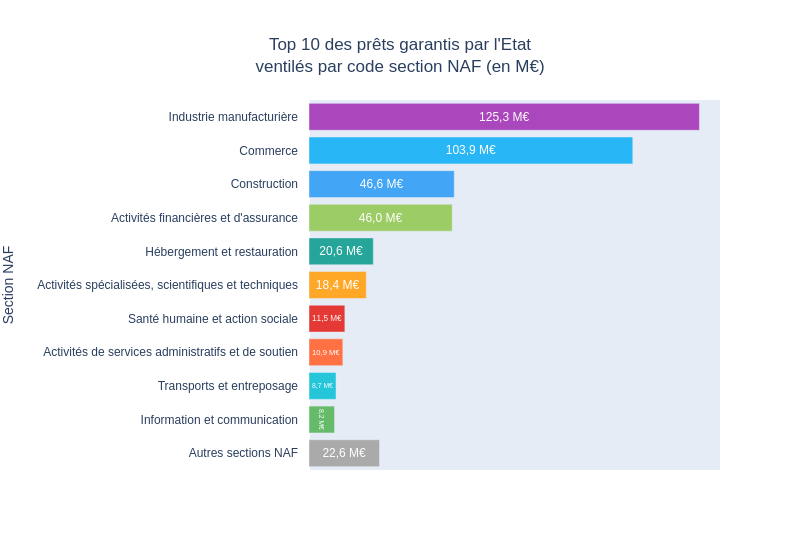 Top 10 des prêts garantis par l'Etat
ventilés par code section NAF (en M€)
Section NAF
Industrie manufacturière 125,3 M€
Commerce 103,9 M€
Construction 46,6 M€
Activités financières et d'assurance 46,0 M€
Hébergement et restauration 20,6 M€
Activités spécialisées, scientifiques et techniques 18,4 M€
Santé humaine et action sociale 11,5 M€
Activités de services administratifs et de soutien 10,9 M€
Transports et entreposage 8,7 M€
Information et communication 8,2 M€
Autres sections NAF 22,6 M€